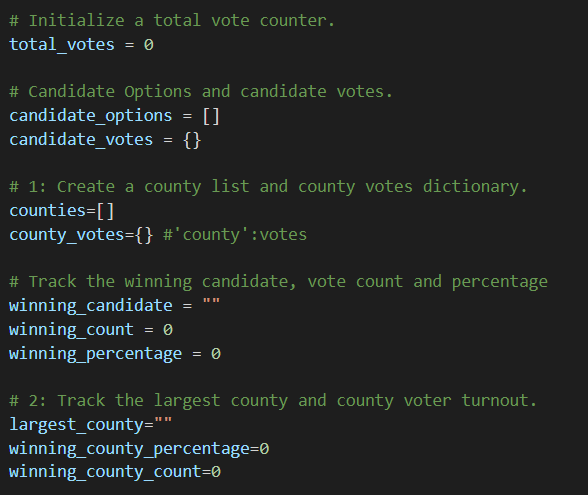 # Initialize a total vote counter.
total_votes = 0
# Candidate Options and candidate votes.
candidate_options = []
candidate_votes = {}
# 1: Create a county list and county votes dictionary.
counties=[]
county_votes={} #'county':votes
# Track the winning candidate, vote count and percentage
winning_candidate = ""
winning_count = 0
winning_percentage = 0
# 2: Track the largest county and county voter turnout.
largest_county=""
winning_county_percentage=0
winning_county_count=0